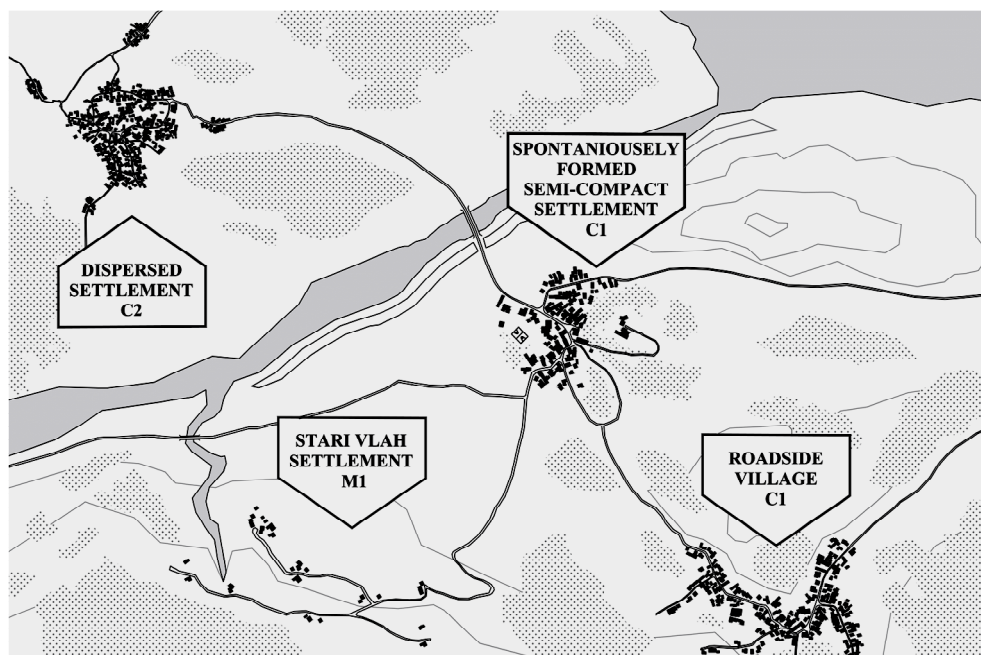 SPONTANIOUSELY
FORMED
SEMI-COMPACT
SETTLEMENT
C1
DISPERSED
SETTLEMENT
C2
STARI VLAH
SETTLEMENT
M1
ROADSIDE
VILLAGE
C1